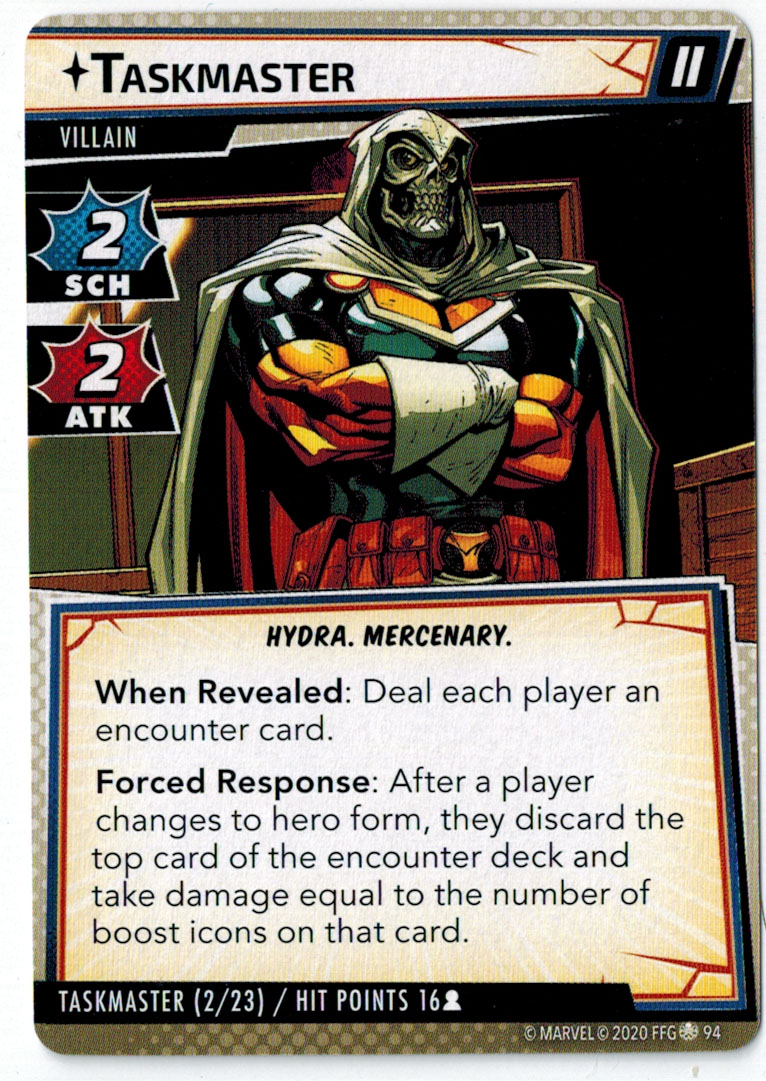 TASKMASTER
II
VILLAIN
2
SCH
2
ATK
HYDRA. MERCENARY.
When Revealed: Deal each player an
encounter card.
Forced Response: After a player
changes to hero form, they discard the
top card of the encounter deck and
take damage equal to the number of
boost icons on that card.
TASKMASTER (2/23) / HIT POINTS 16
© MARVEL © 2020 FFG 94